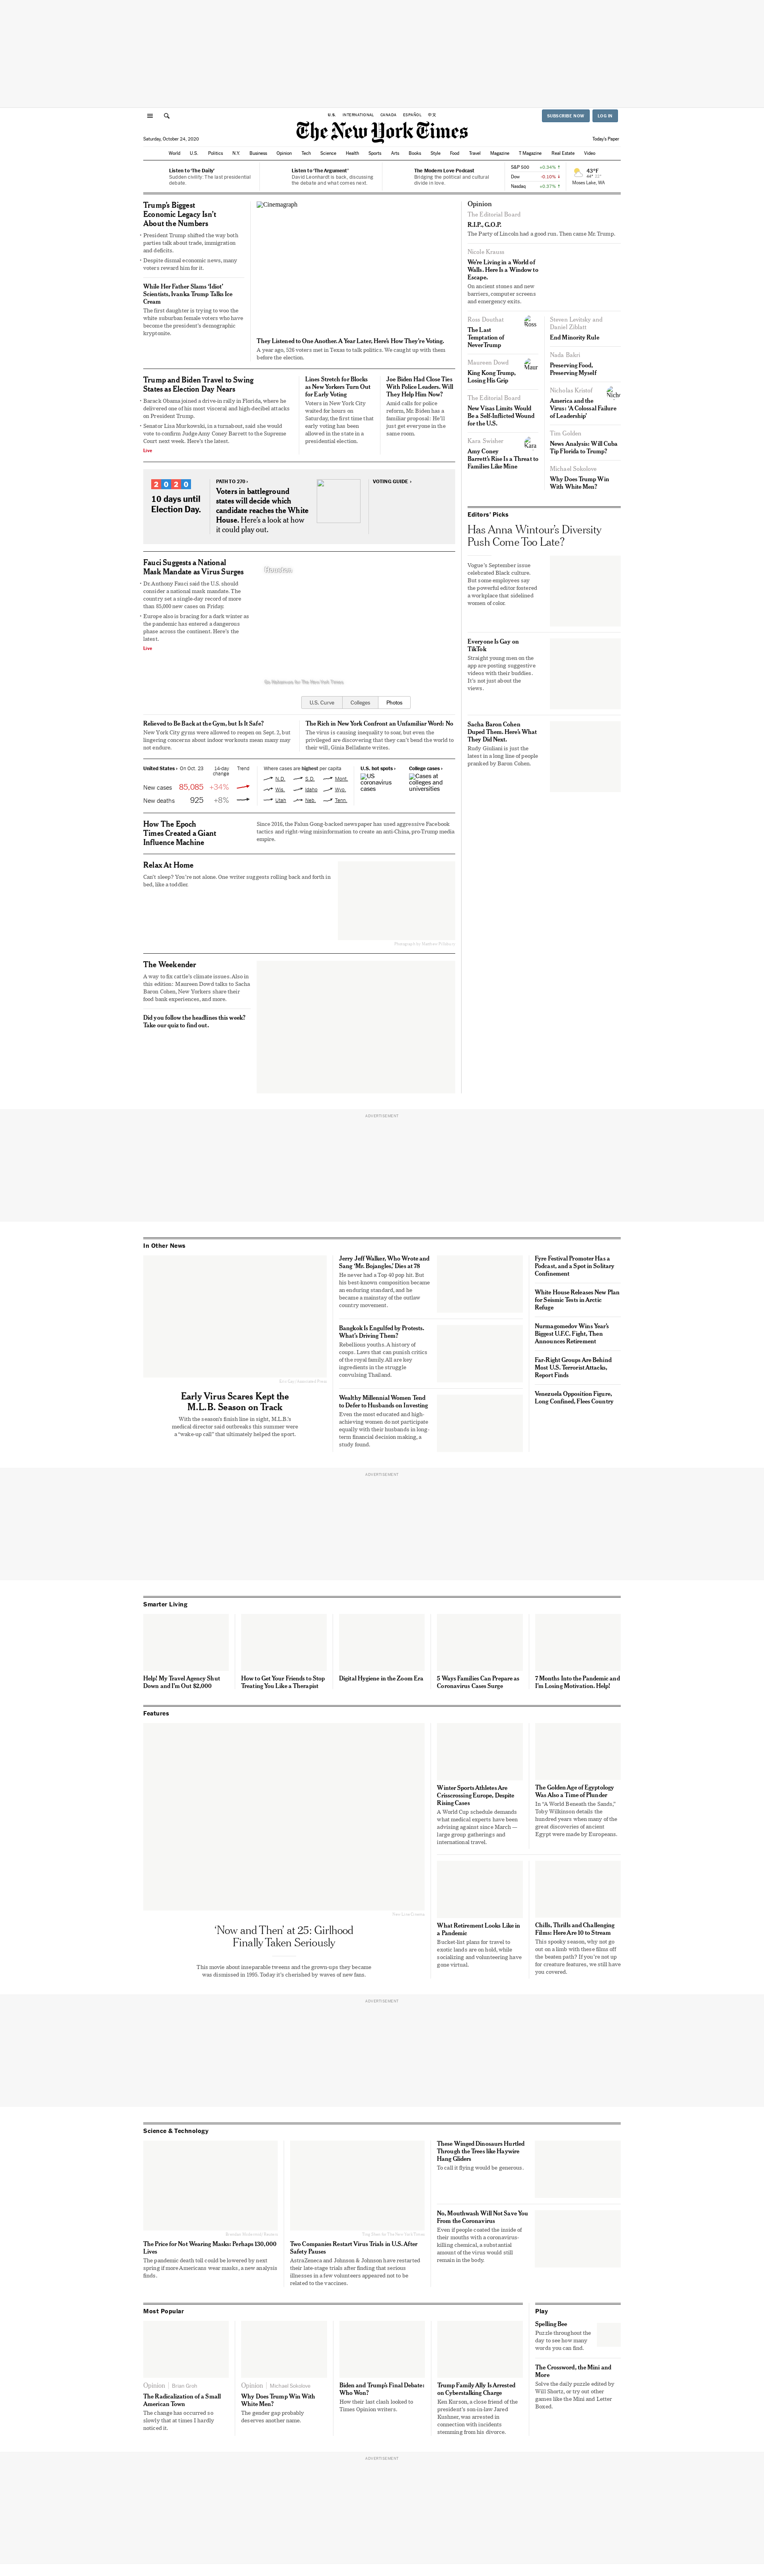 U.S. INTERNATIONAL CANADA ESPAÑOL 中文
SUBSCRIBE NOW LOG IN
The New York Times
Saturday, October 24, 2020
Today's Paper
World U.S. Politics N.Y. Business Opinion Tech Science Health Sports Arts Books Style Food Travel Magazine T Magazine Real Estate Video
Listen to 'The Daily'
Sudden civility: The last presidential
debate.
Listen to 'The Argument'
David Leonhardt is back, discussing
the debate and what comes next.
The Modern Love Podcast
Bridging the political and cultural
divide in love.
S&P 500 +0.34% ↑
Dow -0.10% ↓
Nasdaq +0.37% ↑
43°F
Moses Lake, WA
Trump's Biggest
Economic Legacy Isn't
About the Numbers
President Trump shifted the way both
parties talk about trade, immigration
and deficits.
Despite dismal economic news, many
voters reward him for it.
While Her Father Slams 'Idiot'
Scientists, Ivanka Trump Talks Ice
Cream
The first daughter is trying to woo the
white suburban female voters who have
become the president's demographic
kryptonite.
Cinemagraph
They Listened to One Another. A Year Later, Here's How They're Voting.
A year ago, 526 voters met in Texas to talk politics. We caught up with them
before the election.
Trump and Biden Travel to Swing
States as Election Day Nears
Barack Obama joined a drive-in rally in Florida, where he
delivered one of his most visceral and high-decibel attacks
on President Trump.
Senator Lisa Murkowski, in a turnabout, said she would
vote to confirm Judge Amy Coney Barrett to the Supreme
Court next week. Here's the latest.
Live
Lines Stretch for Blocks
as New Yorkers Turn Out
for Early Voting
Voters in New York City
waited for hours on
Saturday, the first time that
early voting has been
allowed in the state in a
presidential election.
Joe Biden Had Close Ties
With Police Leaders. Will
They Help Him Now?
Amid calls for police
reform, Mr. Biden has a
familiar proposal: He'll
just get everyone in the
same room.
2020
10 days until
Election Day.
PATH TO 270 ›
Voters in battleground
states will decide which
candidate reaches the White
House. Here's a look at how
it could play out.
VOTING GUIDE ›
Fauci Suggests a National
Mask Mandate as Virus Surges
Dr. Anthony Fauci said the U.S. should
consider a national mask mandate. The
country set a single-day record of more
than 85,000 new cases on Friday.
Europe also is bracing for a dark winter as
the pandemic has entered a dangerous
phase across the continent. Here's the
latest.
Live
Houston
Go Nakamura for The New York Times
U.S. Curve Colleges Photos
Relieved to Be Back at the Gym, but Is It Safe?
New York City gyms were allowed to reopen on Sept. 2, but
lingering concerns about indoor workouts mean many may
not endure.
The Rich in New York Confront an Unfamiliar Word: No
The virus is causing inequality to soar, but even the
privileged are discovering that they can't bend the world to
their will, Ginia Bellafante writes.
United States › On Oct. 23 14-day
change Trend
New cases 85,085 +34%
New deaths 925 +8%
Where cases are highest per capita
N.D. S.D. Mont.
Wis. Idaho Wyo.
Utah Neb. Tenn.
U.S. hot spots ›
US
coronavirus
cases
College cases ›
Cases at
colleges and
universities
How The Epoch
Times Created a Giant
Influence Machine
Since 2016, the Falun Gong-backed newspaper has used aggressive Facebook
tactics and right-wing misinformation to create an anti-China, pro-Trump media
empire.
Relax At Home
Can't sleep? You're not alone. One writer suggests rolling back and forth in
bed, like a toddler.
The Weekender
A way to fix cattle's climate issues. Also in
this edition: Maureen Dowd talks to Sacha
Baron Cohen, New Yorkers share their
food bank experiences, and more.
Did you follow the headlines this week?
Take our quiz to find out.
Opinion
The Editorial Board
R.I.P., G.O.P.
The Party of Lincoln had a good run. Then came Mr. Trump.
Nicole Krauss
We're Living in a World of
Walls. Here Is a Window to
Escape.
On ancient stones and new
barriers, computer screens
and emergency exits.
Ross Douthat
The Last
Temptation of
NeverTrump
Ross
Maureen Dowd
King Kong Trump,
Losing His Grip
Maur
The Editorial Board
New Visas Limits Would
Be a Self-Inflicted Wound
for the U.S.
Kara Swisher
Amy Coney
Barrett's Rise Is a Threat to
Families Like Mine
Kara
Steven Levitsky and
Daniel Ziblatt
End Minority Rule
Nada Bakri
Preserving Food,
Preserving Myself
Nicholas Kristof
America and the
Virus: 'A Colossal Failure
of Leadership'
Nicho
Tim Golden
News Analysis: Will Cuba
Tip Florida to Trump?
Michael Sokolove
Why Does Trump Win
With White Men?
Editors' Picks
Has Anna Wintour's Diversity
Push Come Too Late?
Vogue's September issue
celebrated Black culture.
But some employees say
the powerful editor fostered
a workplace that sidelined
women of color.
Everyone Is Gay on
TikTok
Straight young men on the
app are posting suggestive
videos with their buddies.
It's not just about the
views.
Sacha Baron Cohen
Duped Them. Here's What
They Did Next.
Rudy Giuliani is just the
latest in a long line of people
pranked by Baron Cohen.
ADVERTISEMENT
In Other News
Early Virus Scares Kept the
M.L.B. Season on Track
With the season's finish line in sight, M.L.B.'s
medical director said outbreaks this summer were
a "wake-up call" that ultimately helped the sport.
Jerry Jeff Walker, Who Wrote and
Sang 'Mr. Bojangles,' Dies at 78
He never had a Top 40 pop hit. But
his best-known composition became
an enduring standard, and he
became a mainstay of the outlaw
country movement.
Bangkok Is Engulfed by Protests.
What's Driving Them?
Rebellious youths. A history of
coups. Laws that can punish critics
of the royal family. All are key
ingredients in the struggle
convulsing Thailand.
Wealthy Millennial Women Tend
to Defer to Husbands on Investing
Even the most educated and high-
achieving women do not participate
equally with their husbands in long-
term financial decision making, a
study found.
Fyre Festival Promoter Has a
Podcast, and a Spot in Solitary
Confinement
White House Releases New Plan
for Seismic Tests in Arctic
Refuge
Nurmagomedov Wins Year's
Biggest U.F.C. Fight, Then
Announces Retirement
Far-Right Groups Are Behind
Most U.S. Terrorist Attacks,
Report Finds
Venezuela Opposition Figure,
Long Confined, Flees Country
ADVERTISEMENT
Smarter Living
Help! My Travel Agency Shut
Down and I'm Out $2,000
How to Get Your Friends to Stop
Treating You Like a Therapist
Digital Hygiene in the Zoom Era
5 Ways Families Can Prepare as
Coronavirus Cases Surge
7 Months Into the Pandemic and
I'm Losing Motivation. Help!
Features
New Line Cinema
'Now and Then' at 25: Girlhood
Finally Taken Seriously
This movie about inseparable tweens and the grown-ups they became
was dismissed in 1995. Today it's cherished by waves of new fans.
Winter Sports Athletes Are
Crisscrossing Europe, Despite
Rising Cases
A World Cup schedule demands
what medical experts have been
advising against since March —
large group gatherings and
international travel.
The Golden Age of Egyptology
Was Also a Time of Plunder
In "A World Beneath the Sands,"
Toby Wilkinson details the
hundred years when many of the
great discoveries of ancient
Egypt were made by Europeans.
What Retirement Looks Like in
a Pandemic
Bucket-list plans for travel to
exotic lands are on hold, while
socializing and volunteering have
gone virtual.
Chills, Thrills and Challenging
Films: Here Are 10 to Stream
This spooky season, why not go
out on a limb with these films off
the beaten path? If you're not up
for creature features, we still have
you covered.
ADVERTISEMENT
Science & Technology
The Price for Not Wearing Masks: Perhaps 130,000
Lives
The pandemic death toll could be lowered by next
spring if more Americans wear masks, a new analysis
finds.
Two Companies Restart Virus Trials in U.S. After
Safety Pauses
AstraZeneca and Johnson & Johnson have restarted
their late-stage trials after finding that serious
illnesses in a few volunteers appeared not to be
related to the vaccines.
These Winged Dinosaurs Hurtled
Through the Trees like Haywire
Hang Gliders
To call it flying would be generous.
No, Mouthwash Will Not Save You
From the Coronavirus
Even if people coated the inside of
their mouths with a coronavirus-
killing chemical, a substantial
amount of the virus would still
remain in the body.
Most Popular
Opinion | Brian Groh
The Radicalization of a Small
American Town
The change has occurred so
slowly that at times I hardly
noticed it.
Opinion | Michael Sokolove
Why Does Trump Win With
White Men?
The gender gap probably
deserves another name.
Biden and Trump's Final Debate:
Who Won?
How their last clash looked to
Times Opinion writers.
Trump Family Ally Is Arrested
on Cyberstalking Charge
Ken Kurson, a close friend of the
president's son-in-law Jared
Kushner, was arrested in
connection with incidents
stemming from his divorce.
Play
Spelling Bee
Puzzle throughout the
day to see how many
words you can find.
The Crossword, the Mini and
More
Solve the daily puzzle edited by
Will Shortz, or try out other
games like the Mini and Letter
Boxed.
ADVERTISEMENT